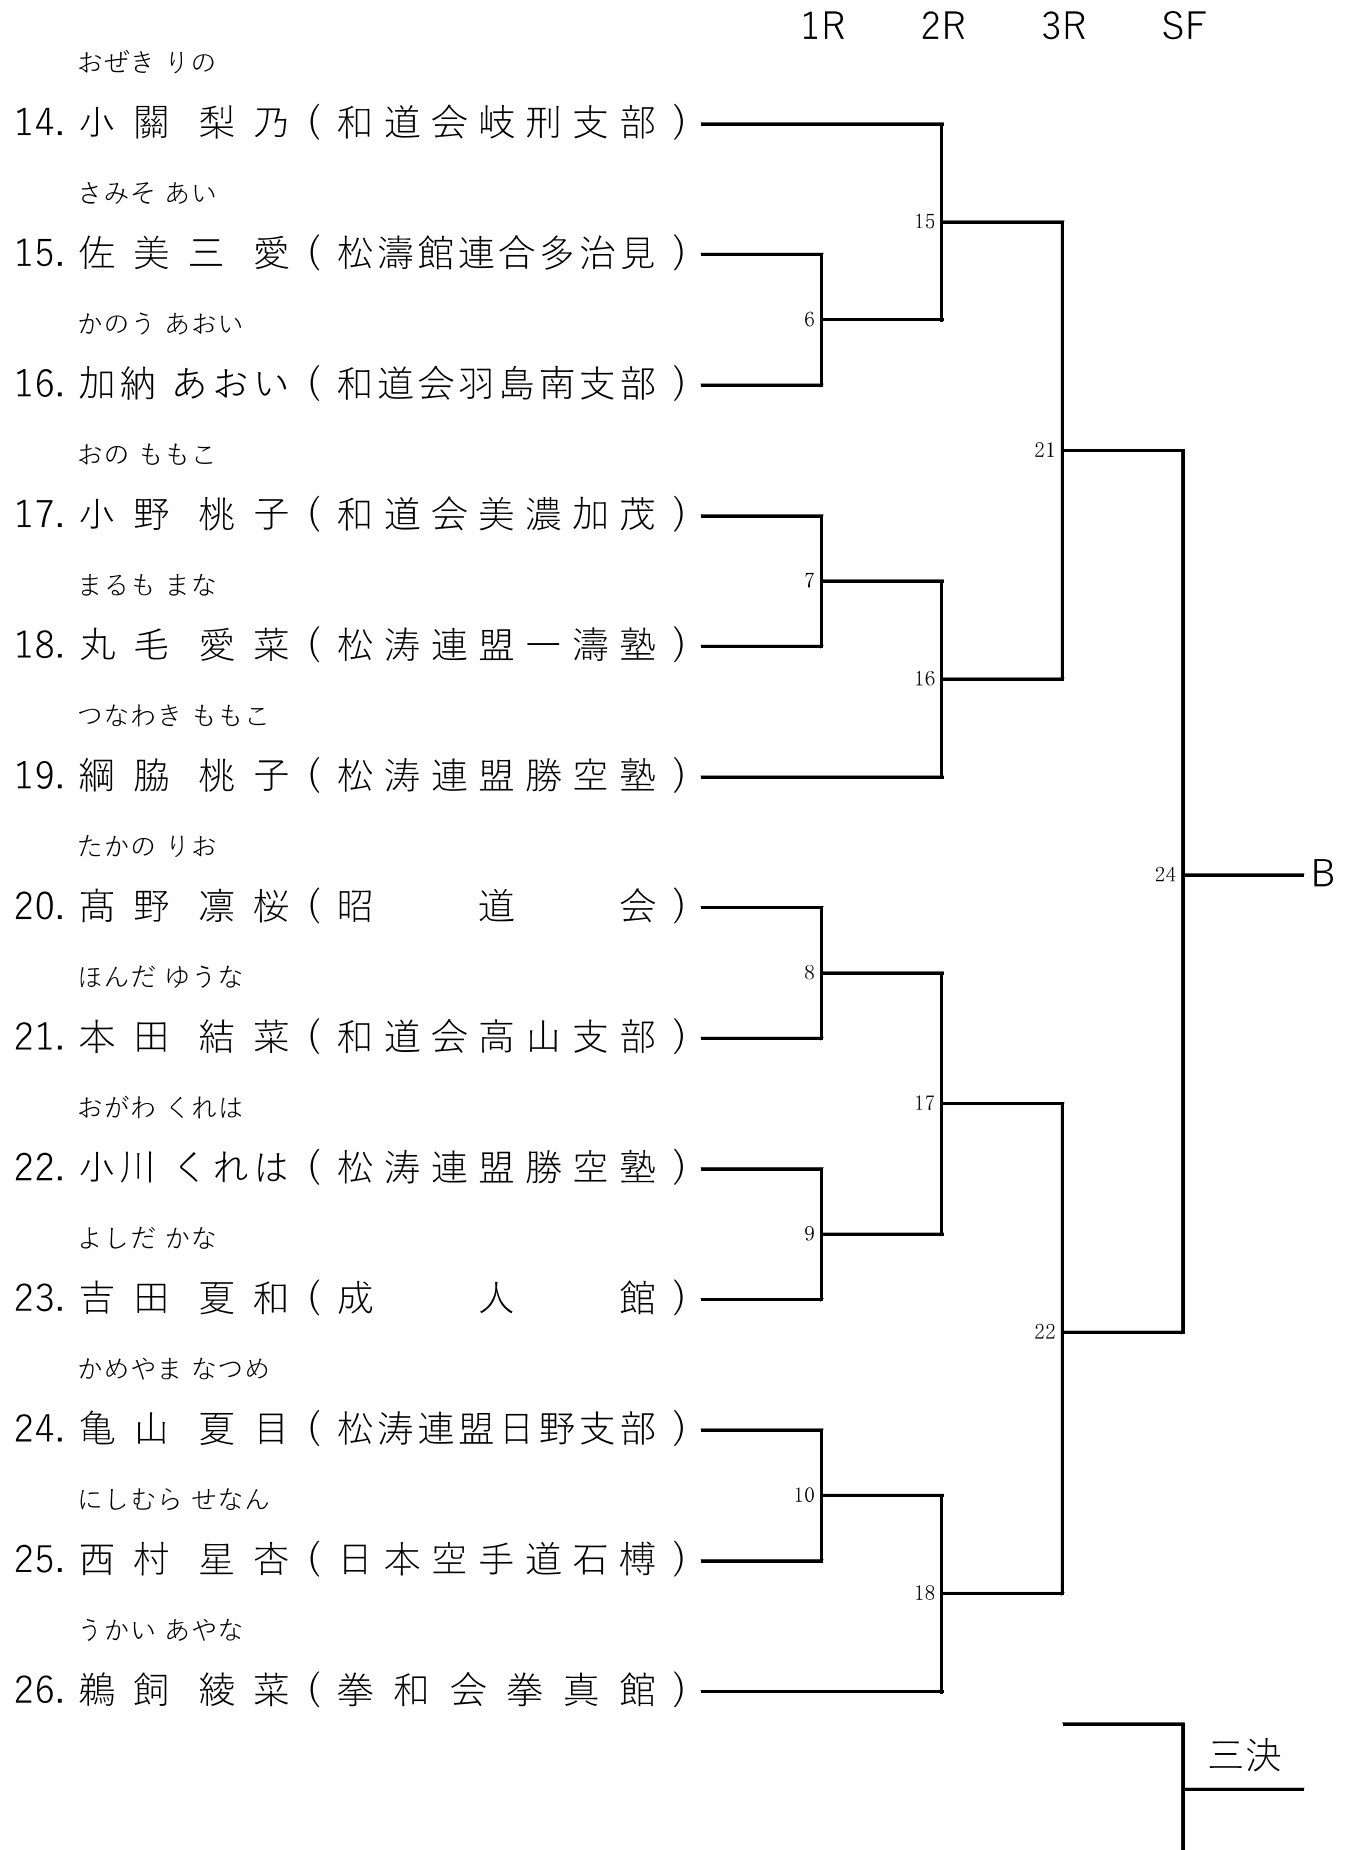 1R 2R 3R SF
おぜき りの
14. 小關 梨乃 ( 和道会岐刑支部 )
15
さみそ あい
15. 佐美三 愛 ( 松濤館連合多治見 )
6
かのう あおい
16. 加納 あおい ( 和道会羽島南支部 )
21
おの ももこ
17. 小野 桃子 ( 和道会美濃加茂 )
7
まるも まな
18. 丸毛 愛菜 ( 松涛連盟一濤塾 )
16
つなわき ももこ
19. 綱脇 桃子 ( 松涛連盟勝空塾 )
たかの りお
24 B
20. 髙野 凛桜 ( 昭道会 )
8
ほんだ ゆうな
21. 本田 結菜 ( 和道会高山支部 )
17
おがわ くれは
22. 小川 くれは ( 松涛連盟勝空塾 )
9
よしだ かな
23. 吉田 夏和 ( 成人館 )
22
かめやま なつめ
24. 亀山 夏目 ( 松涛連盟日野支部 )
10
にしむら せなん
25. 西村 星杏 ( 日本空手道石榑 )
18
うかい あやな
26. 鵜飼 綾菜 ( 拳和会拳真館 )
三決